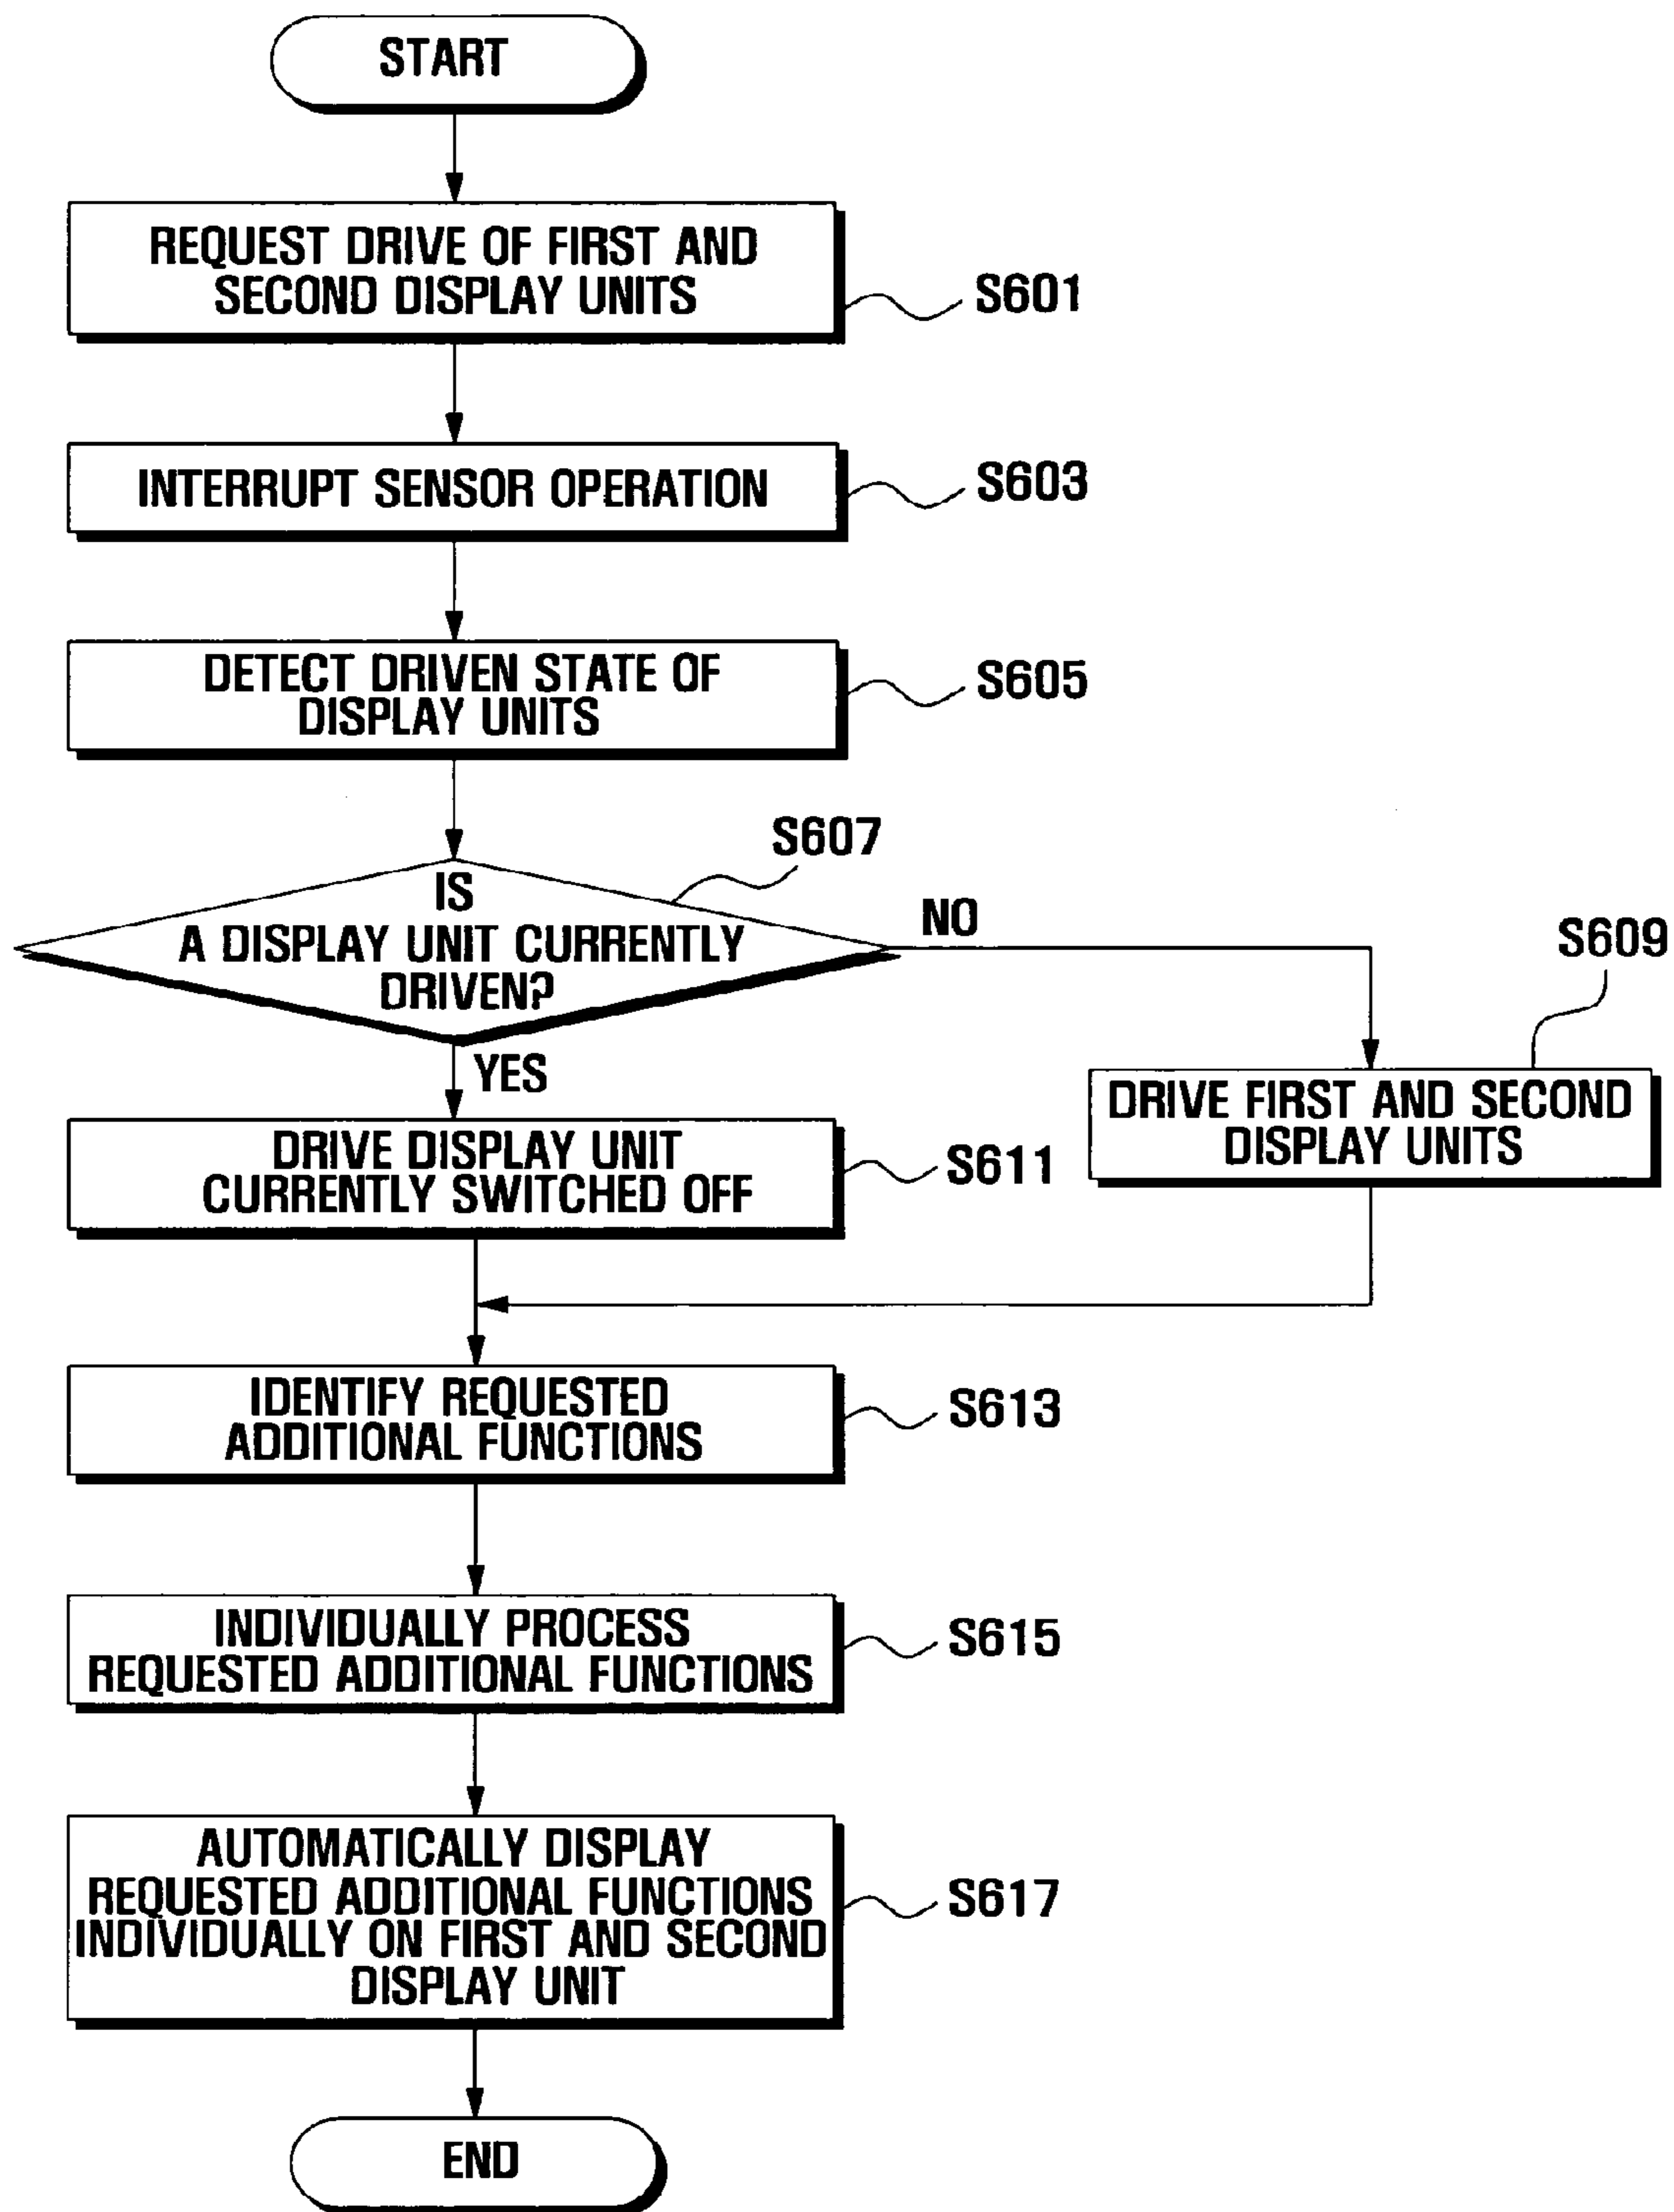 START
REQUEST DRIVE OF FIRST AND
SECOND DISPLAY UNITS
S601
INTERRUPT SENSOR OPERATION
S603
DETECT DRIVEN STATE OF
DISPLAY UNITS
S605
S607
IS
A DISPLAY UNIT CURRENTLY
DRIVEN?
NO
S609
YES
DRIVE FIRST AND SECOND
DISPLAY UNITS
DRIVE DISPLAY UNIT
CURRENTLY SWITCHED OFF
S611
IDENTIFY REQUESTED
ADDITIONAL FUNCTIONS
S613
INDIVIDUALLY PROCESS
REQUESTED ADDITIONAL FUNCTIONS
S615
AUTOMATICALLY DISPLAY
REQUESTED ADDITIONAL FUNCTIONS
INDIVIDUALLY ON FIRST AND SECOND
DISPLAY UNIT
S617
END